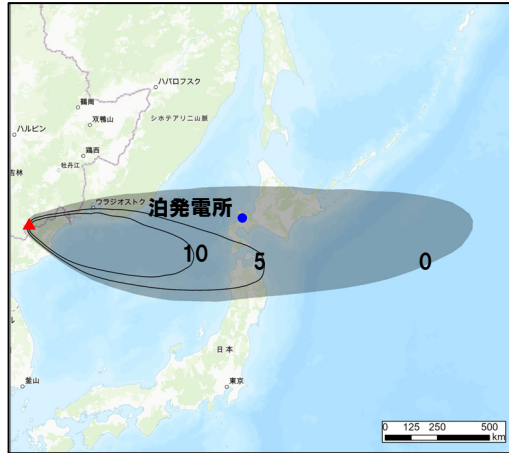 ハバロフスク
鶴岡
双鴨山
シホテアリニ山脈
ハルビン
鶏西
牡丹江
吉林
ウラジオストク
泊発電所
10
5
0
日本
釜山
東京
0 125 250 500
km